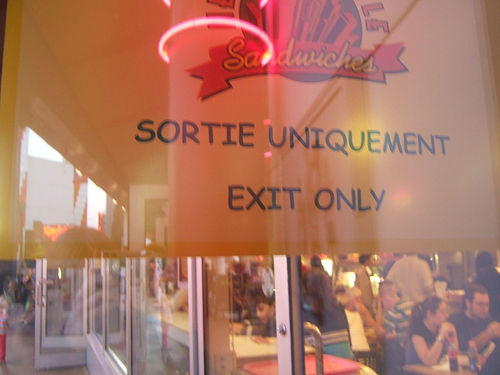 Sandwiches
SORTIE UNIQUEMENT
EXIT ONLY